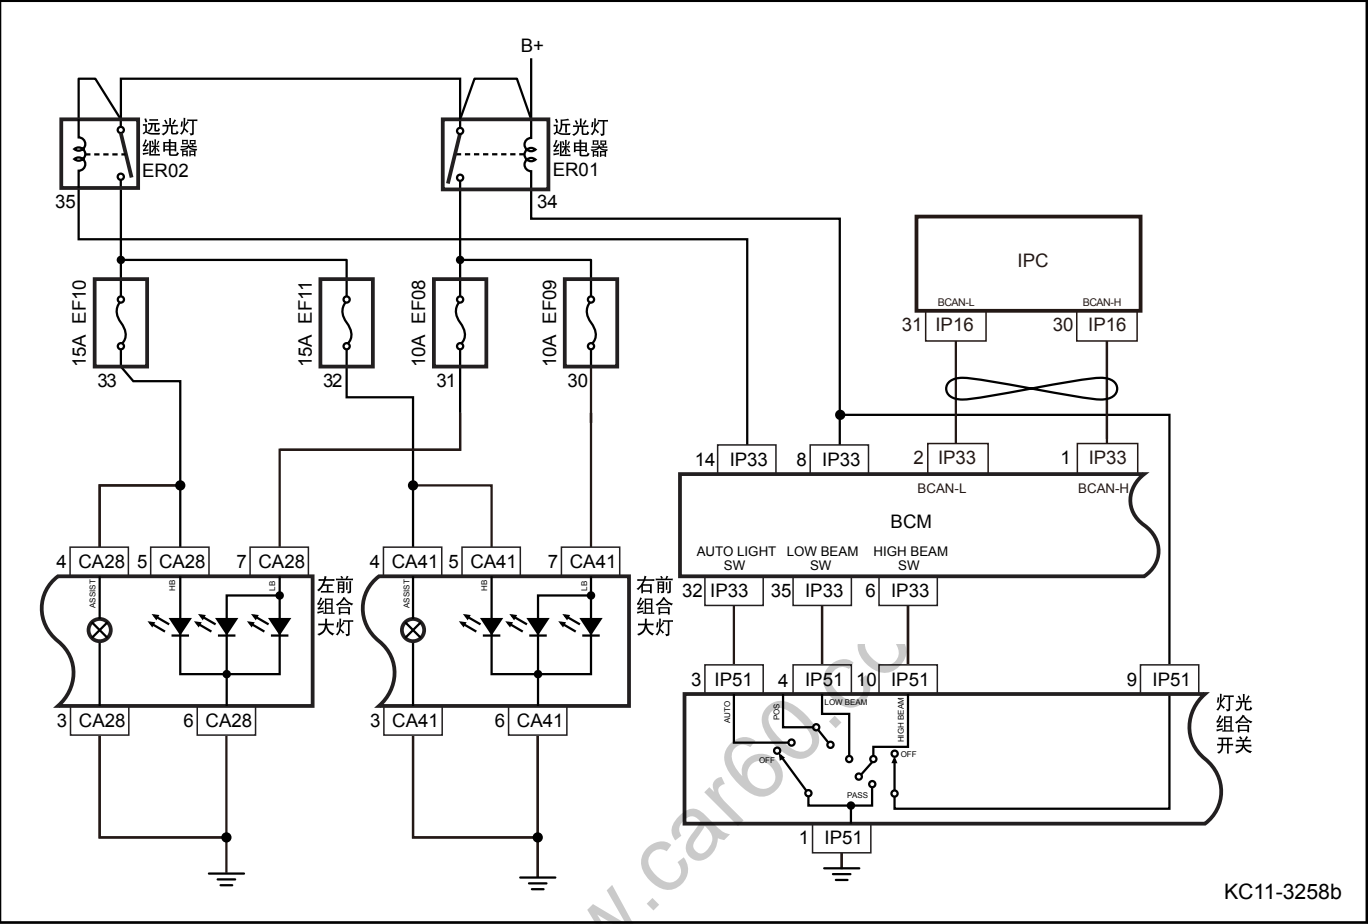 B+
远光灯
继电器
ER02
近光灯
继电器
ER01
35
34
IPC
BCAN-L
BCAN-H
31 IP16
30 IP16
15A EF10
15A EF11
10A EF08
10A EF09
33
32
31
30
14 IP33
8 IP33
2 IP33
1 IP33
BCAN-L
BCAN-H
BCM
AUTO LIGHT
SW
LOW BEAM
SW
HIGH BEAM
SW
4 CA28
5 CA28
7 CA28
4 CA41
5 CA41
7 CA41
32 IP33
35 IP33
6 IP33
ASSIST
HB
LB
左前
组合
大灯
ASSIST
HB
LB
右前
组合
大灯
3 IP51
4 IP51
10 IP51
9 IP51
3 CA28
6 CA28
3 CA41
6 CA41
AUTO
POS
LOW BEAM
HIGH BEAM
OFF
OFF
PASS
灯光
组合
开关
1 IP51
KC11-3258b